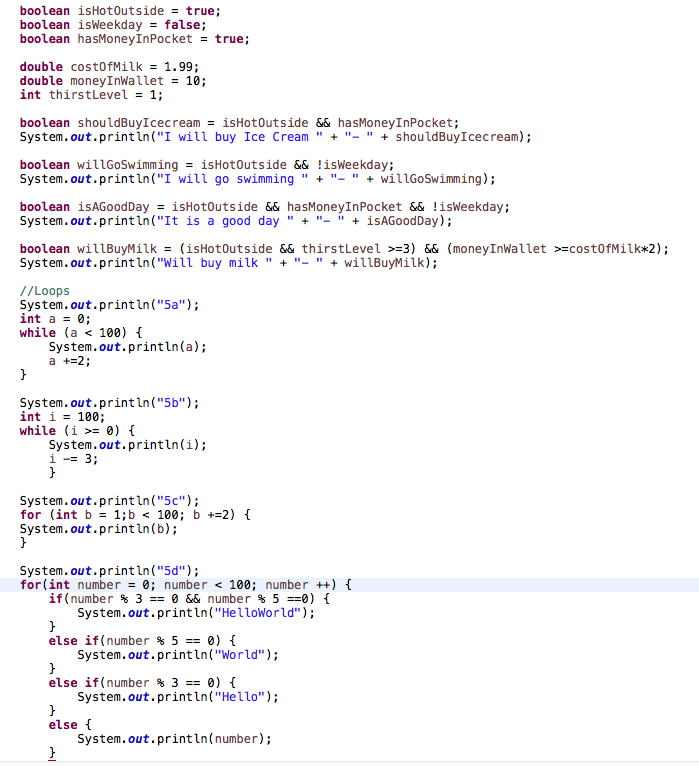 boolean isHotOutside = true;
boolean isWeekday = false;
boolean hasMoneyInPocket = true;

double costOfMilk = 1.99;
double moneyInWallet = 10;
int thirstLevel = 1;

boolean shouldBuyIcecream = isHotOutside && hasMoneyInPocket;
System.out.println("I will buy Ice Cream " + "- " + shouldBuyIcecream);

boolean willGoSwimming = isHotOutside && !isWeekday;
System.out.println("I will go swimming " + "- " + willGoSwimming);

boolean isAGoodDay = isHotOutside && hasMoneyInPocket && !isWeekday;
System.out.println("It is a good day " + "- " + isAGoodDay);

boolean willBuyMilk = (isHotOutside && thirstLevel >=3) && (moneyInWallet >=costOfMilk*2);
System.out.println("Will buy milk " + "- " + willBuyMilk);

//Loops
System.out.println("5a");
int a = 0;
while (a < 100) {
    System.out.println(a);
    a +=2;
}

System.out.println("5b");
int i = 100;
while (i >= 0) {
    System.out.println(i);
    i -= 3;
    }

System.out.println("5c");
for (int b = 1;b < 100; b +=2) {
System.out.println(b);
}

System.out.println("5d");
for(int number = 0; number < 100; number ++) {
    if(number % 3 == 0 && number % 5 ==0) {
        System.out.println("HelloWorld");
    }
    else if(number % 5 == 0) {
        System.out.println("World");
    }
    else if(number % 3 == 0) {
        System.out.println("Hello");
    }
    else {
        System.out.println(number);
    }